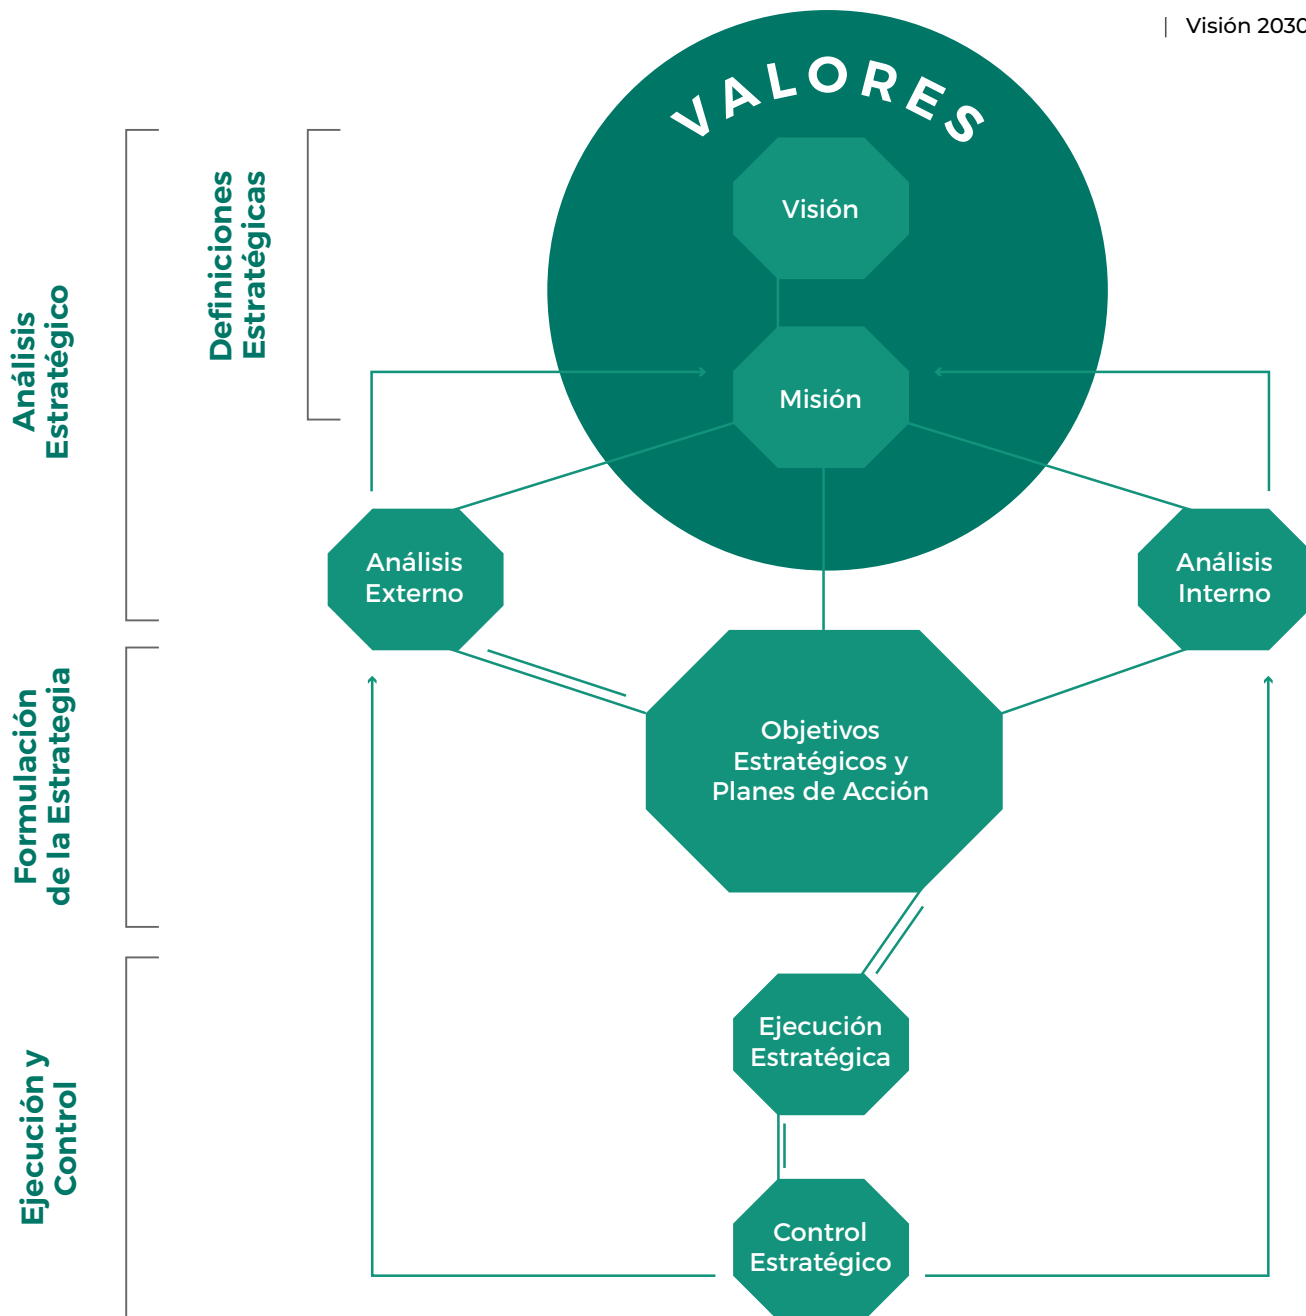 | Visión 2030
VALORES
Visión
Misión
Definiciones
Estratégicas
Análisis
Estratégico
Análisis
Externo
Análisis
Interno
Objetivos
Estratégicos y
Planes de Acción
Formulación
de la Estrategia
Ejecución
Estratégica
Ejecución y
Control
Control
Estratégico